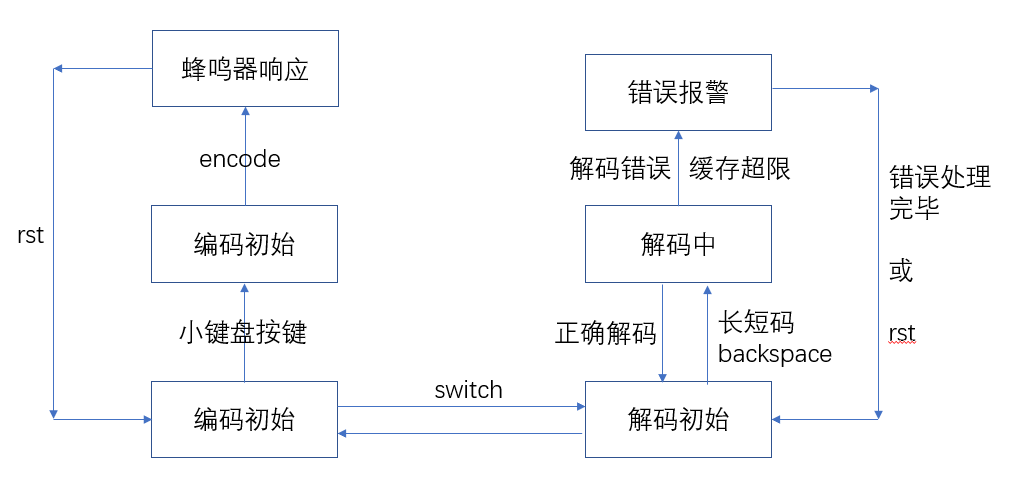 蜂鸣器响应
错误报警
encode
解码错误
缓存超限
错误处理
完毕
或
rst
rst
编码初始
解码中
小键盘按键
正确解码
长短码
backspace
switch
编码初始
解码初始